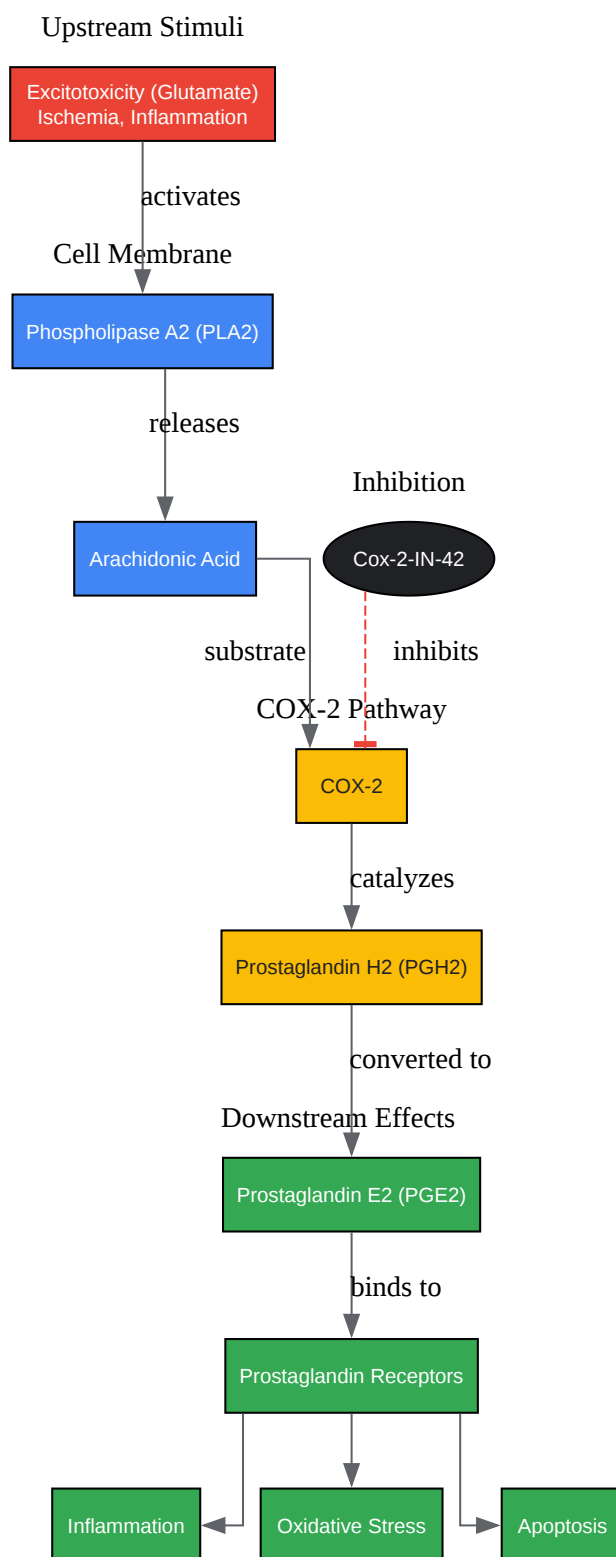 Upstream Stimuli
Excitotoxicity (Glutamate)
Ischemia, Inflammation
activates
Cell Membrane
Phospholipase A2 (PLA2)
releases
Inhibition
Arachidonic Acid
Cox-2-IN-42
substrate
inhibits
COX-2 Pathway
COX-2
catalyzes
Prostaglandin H2 (PGH2)
converted to
Downstream Effects
Prostaglandin E2 (PGE2)
binds to
Prostaglandin Receptors
Inflammation
Oxidative Stress
Apoptosis